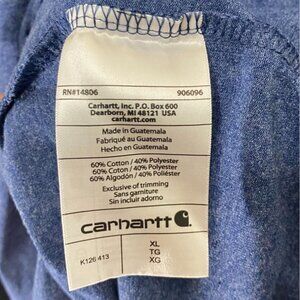 RN#14806 906096
Carhartt, Inc. P.O. Box 600
Dearborn, MI 48121 USA
carhartt.com
Made in Guatemala
Fabriqué au Guatemala
Hecho en Guatemala
60% Cotton / 40% Polyester
60% Coton / 40% Polyester
60% Algodón / 40% Poliéster
Exclusive of trimming
Sans garniture
Sin incluir adorno
carhartt
XL
K126 413 TG
XG